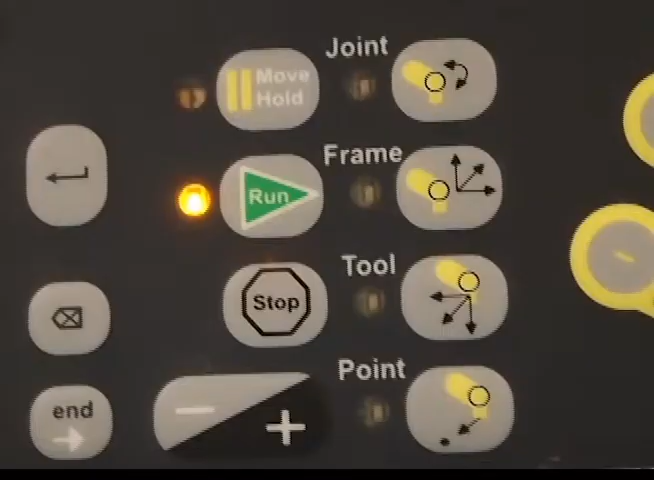 Joint
Move
Hold
Frame
Run
Tool
Stop
Point
end
− +